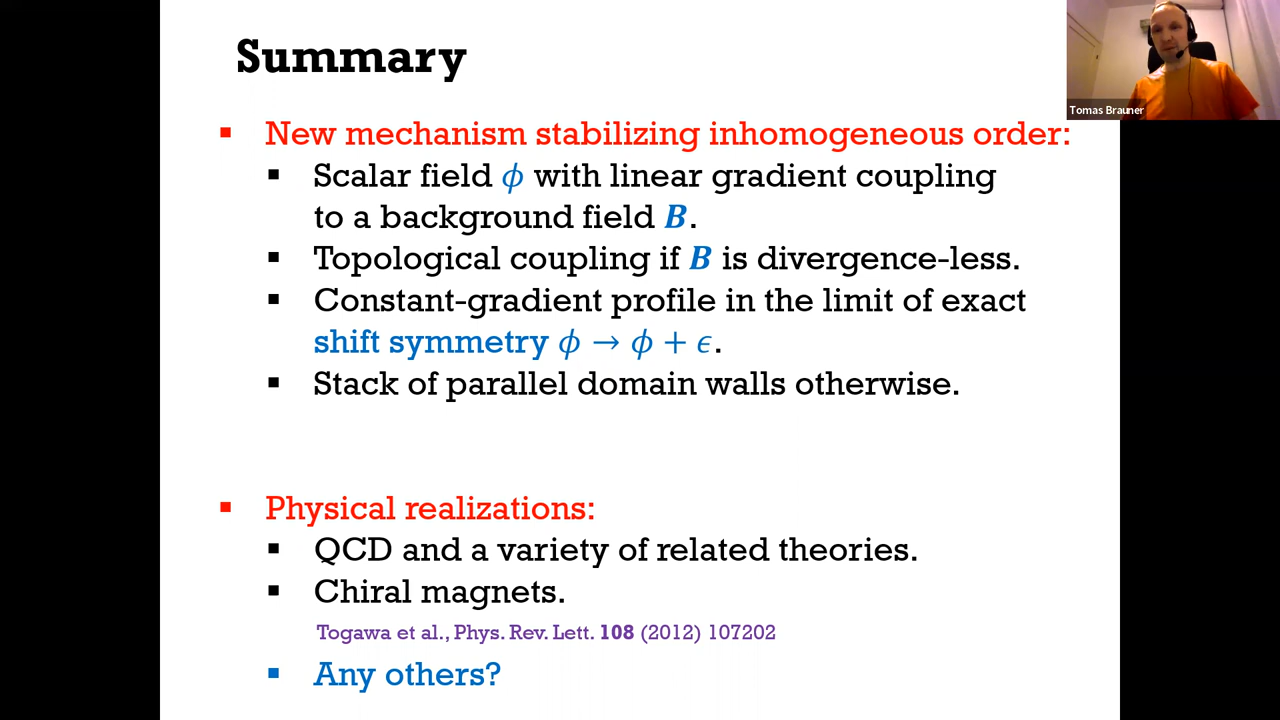 Summary
Tomas Brauner
▪ New mechanism stabilizing inhomogeneous order:
▪ Scalar field ϕ with linear gradient coupling
to a background field B.
▪ Topological coupling if B is divergence-less.
▪ Constant-gradient profile in the limit of exact
shift symmetry ϕ → ϕ + ϵ.
▪ Stack of parallel domain walls otherwise.
▪ Physical realizations:
▪ QCD and a variety of related theories.
▪ Chiral magnets.
Togawa et al., Phys. Rev. Lett. 108 (2012) 107202
▪ Any others?